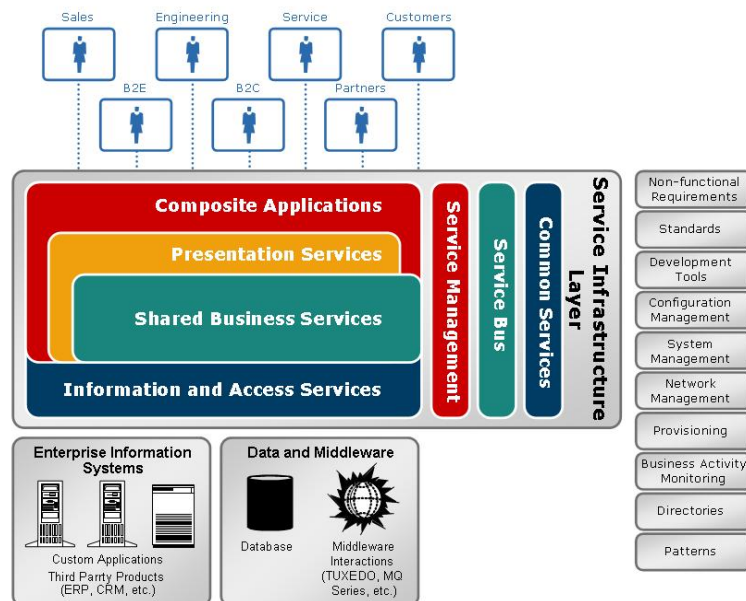 Sales
Engineering
Service
Customers
B2E
B2C
Partners
Composite Applications
Presentation Services
Shared Business Services
Information and Access Services
Service Management
Service Bus
Common Services
Service Infrastructure
Layer
Non-functional
Requirements
Standards
Development
Tools
Configuration
Management
System
Management
Network
Management
Provisioning
Business Activity
Monitoring
Directories
Patterns
Enterprise Information
Systems
Custom Applications
Third Parrty Products
(ERP, CRM, etc.)
Data and Middleware
Database
Middleware
Interactions
(TUXEDO, MQ
Series, etc.)